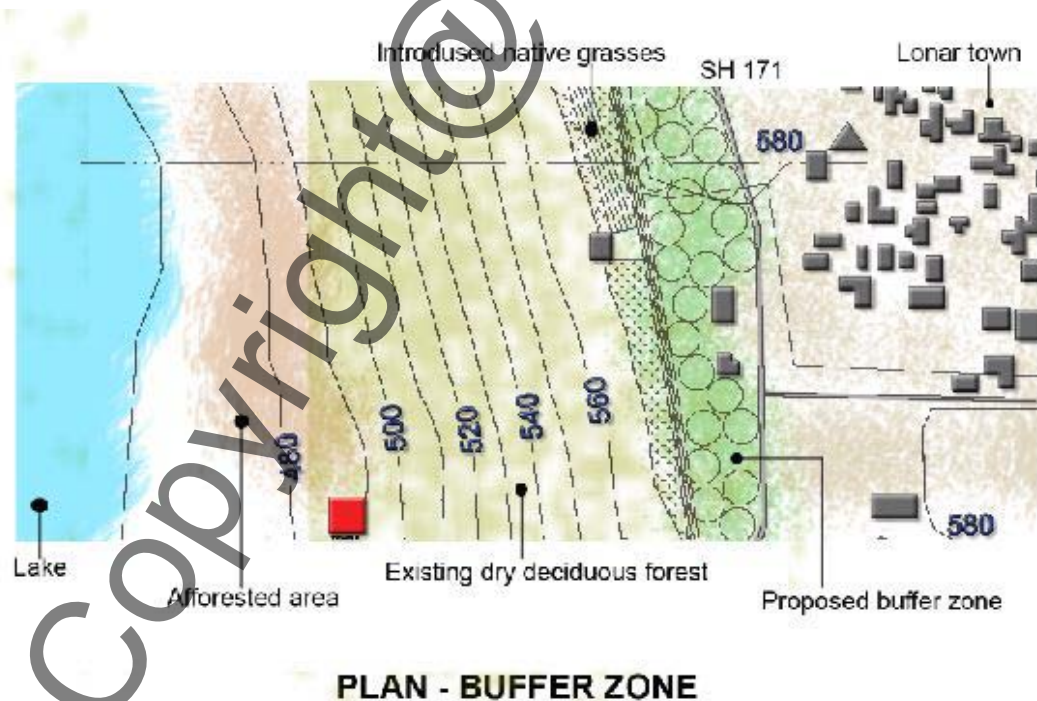 Introdused native grasses
SH 171
Lonar town
580
480
500
520
540
560
580
Lake
Afforested area
Existing dry deciduous forest
Proposed buffer zone
PLAN - BUFFER ZONE
Copyright@